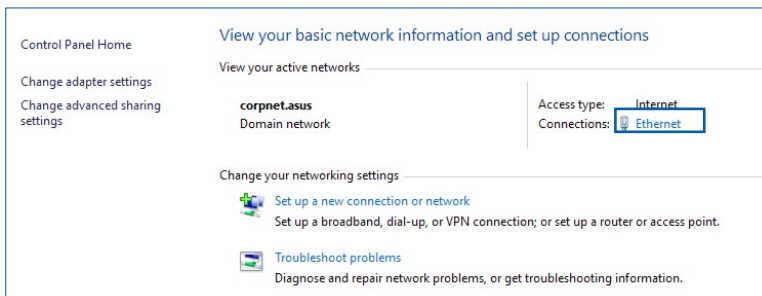 Control Panel Home
Change adapter settings
Change advanced sharing
settings
View your basic network information and set up connections
View your active networks
corpnet.asus
Domain network
Access type: Internet
Connections: Ethernet
Change your networking settings
Set up a new connection or network
Set up a broadband, dial-up, or VPN connection; or set up a router or access point.
Troubleshoot problems
Diagnose and repair network problems, or get troubleshooting information.